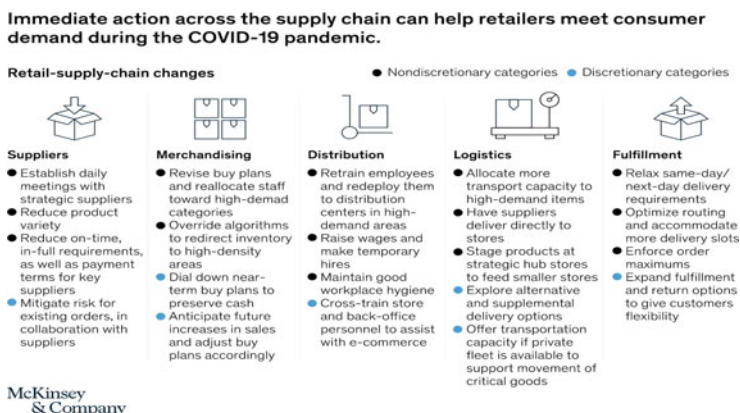 Immediate action across the supply chain can help retailers meet consumer
demand during the COVID-19 pandemic.
Retail-supply-chain changes
● Nondiscretionary categories ● Discretionary categories
Suppliers
● Establish daily
meetings with
strategic suppliers
● Reduce product
variety
● Reduce on-time,
in-full requirements,
as well as payment
terms for key
suppliers
● Mitigate risk for
existing orders, in
collaboration with
suppliers
Merchandising
● Revise buy plans
and reallocate staff
toward high-demad
categories
● Override algorithms
to redirect inventory
to high-density
areas
● Dial down near-
term buy plans to
preserve cash
● Anticipate future
increases in sales
and adjust buy
plans accordingly
Distribution
● Retrain employees
and redeploy them
to distribution
centers in high-
demand areas
● Raise wages and
make temporary
hires
● Maintain good
workplace hygiene
● Cross-train store
and back-office
personnel to assist
with e-commerce
Logistics
● Allocate more
transport capacity to
high-demand items
● Have suppliers
deliver directly to
stores
● Stage products at
strategic hub stores
to feed smaller stores
● Explore alternative
and supplemental
delivery options
● Offer transportation
capacity if private
fleet is available to
support movement of
critical goods
Fulfillment
● Relax same-day/
next-day delivery
requirements
● Optimize routing
and accommodate
more delivery slots
● Enforce order
maximums
● Expand fulfillment
and return options
to give customers
flexibility
McKinsey
& Company